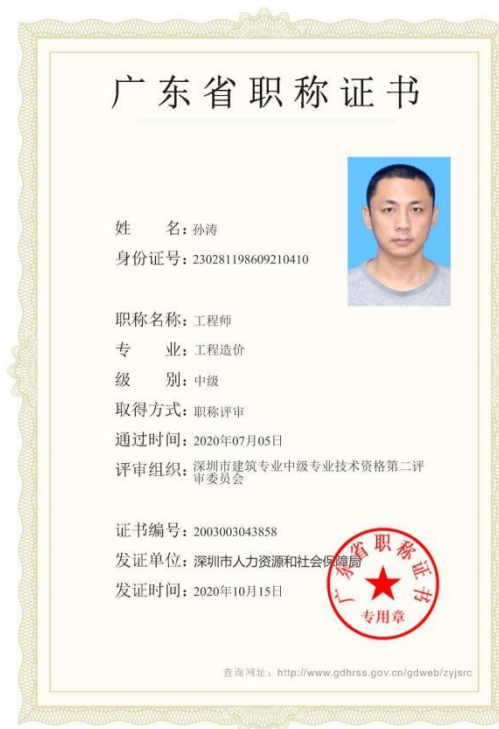 广东省职称证书
姓 名：孙涛
身份证号：230281198609210410
职称名称：工程师
专 业：工程造价
级 别：中级
取得方式：职称评审
通过时间：2020年07月05日
评审组织：深圳市建筑专业中级专业技术资格第二评
审委员会
证书编号：2003003043858
发证单位：深圳市人力资源和社会保障局
发证时间：2020年10月15日
广东省职称证书
专用章
查询网址：http://www.gdhrss.gov.cn/gdweb/zyjsrc